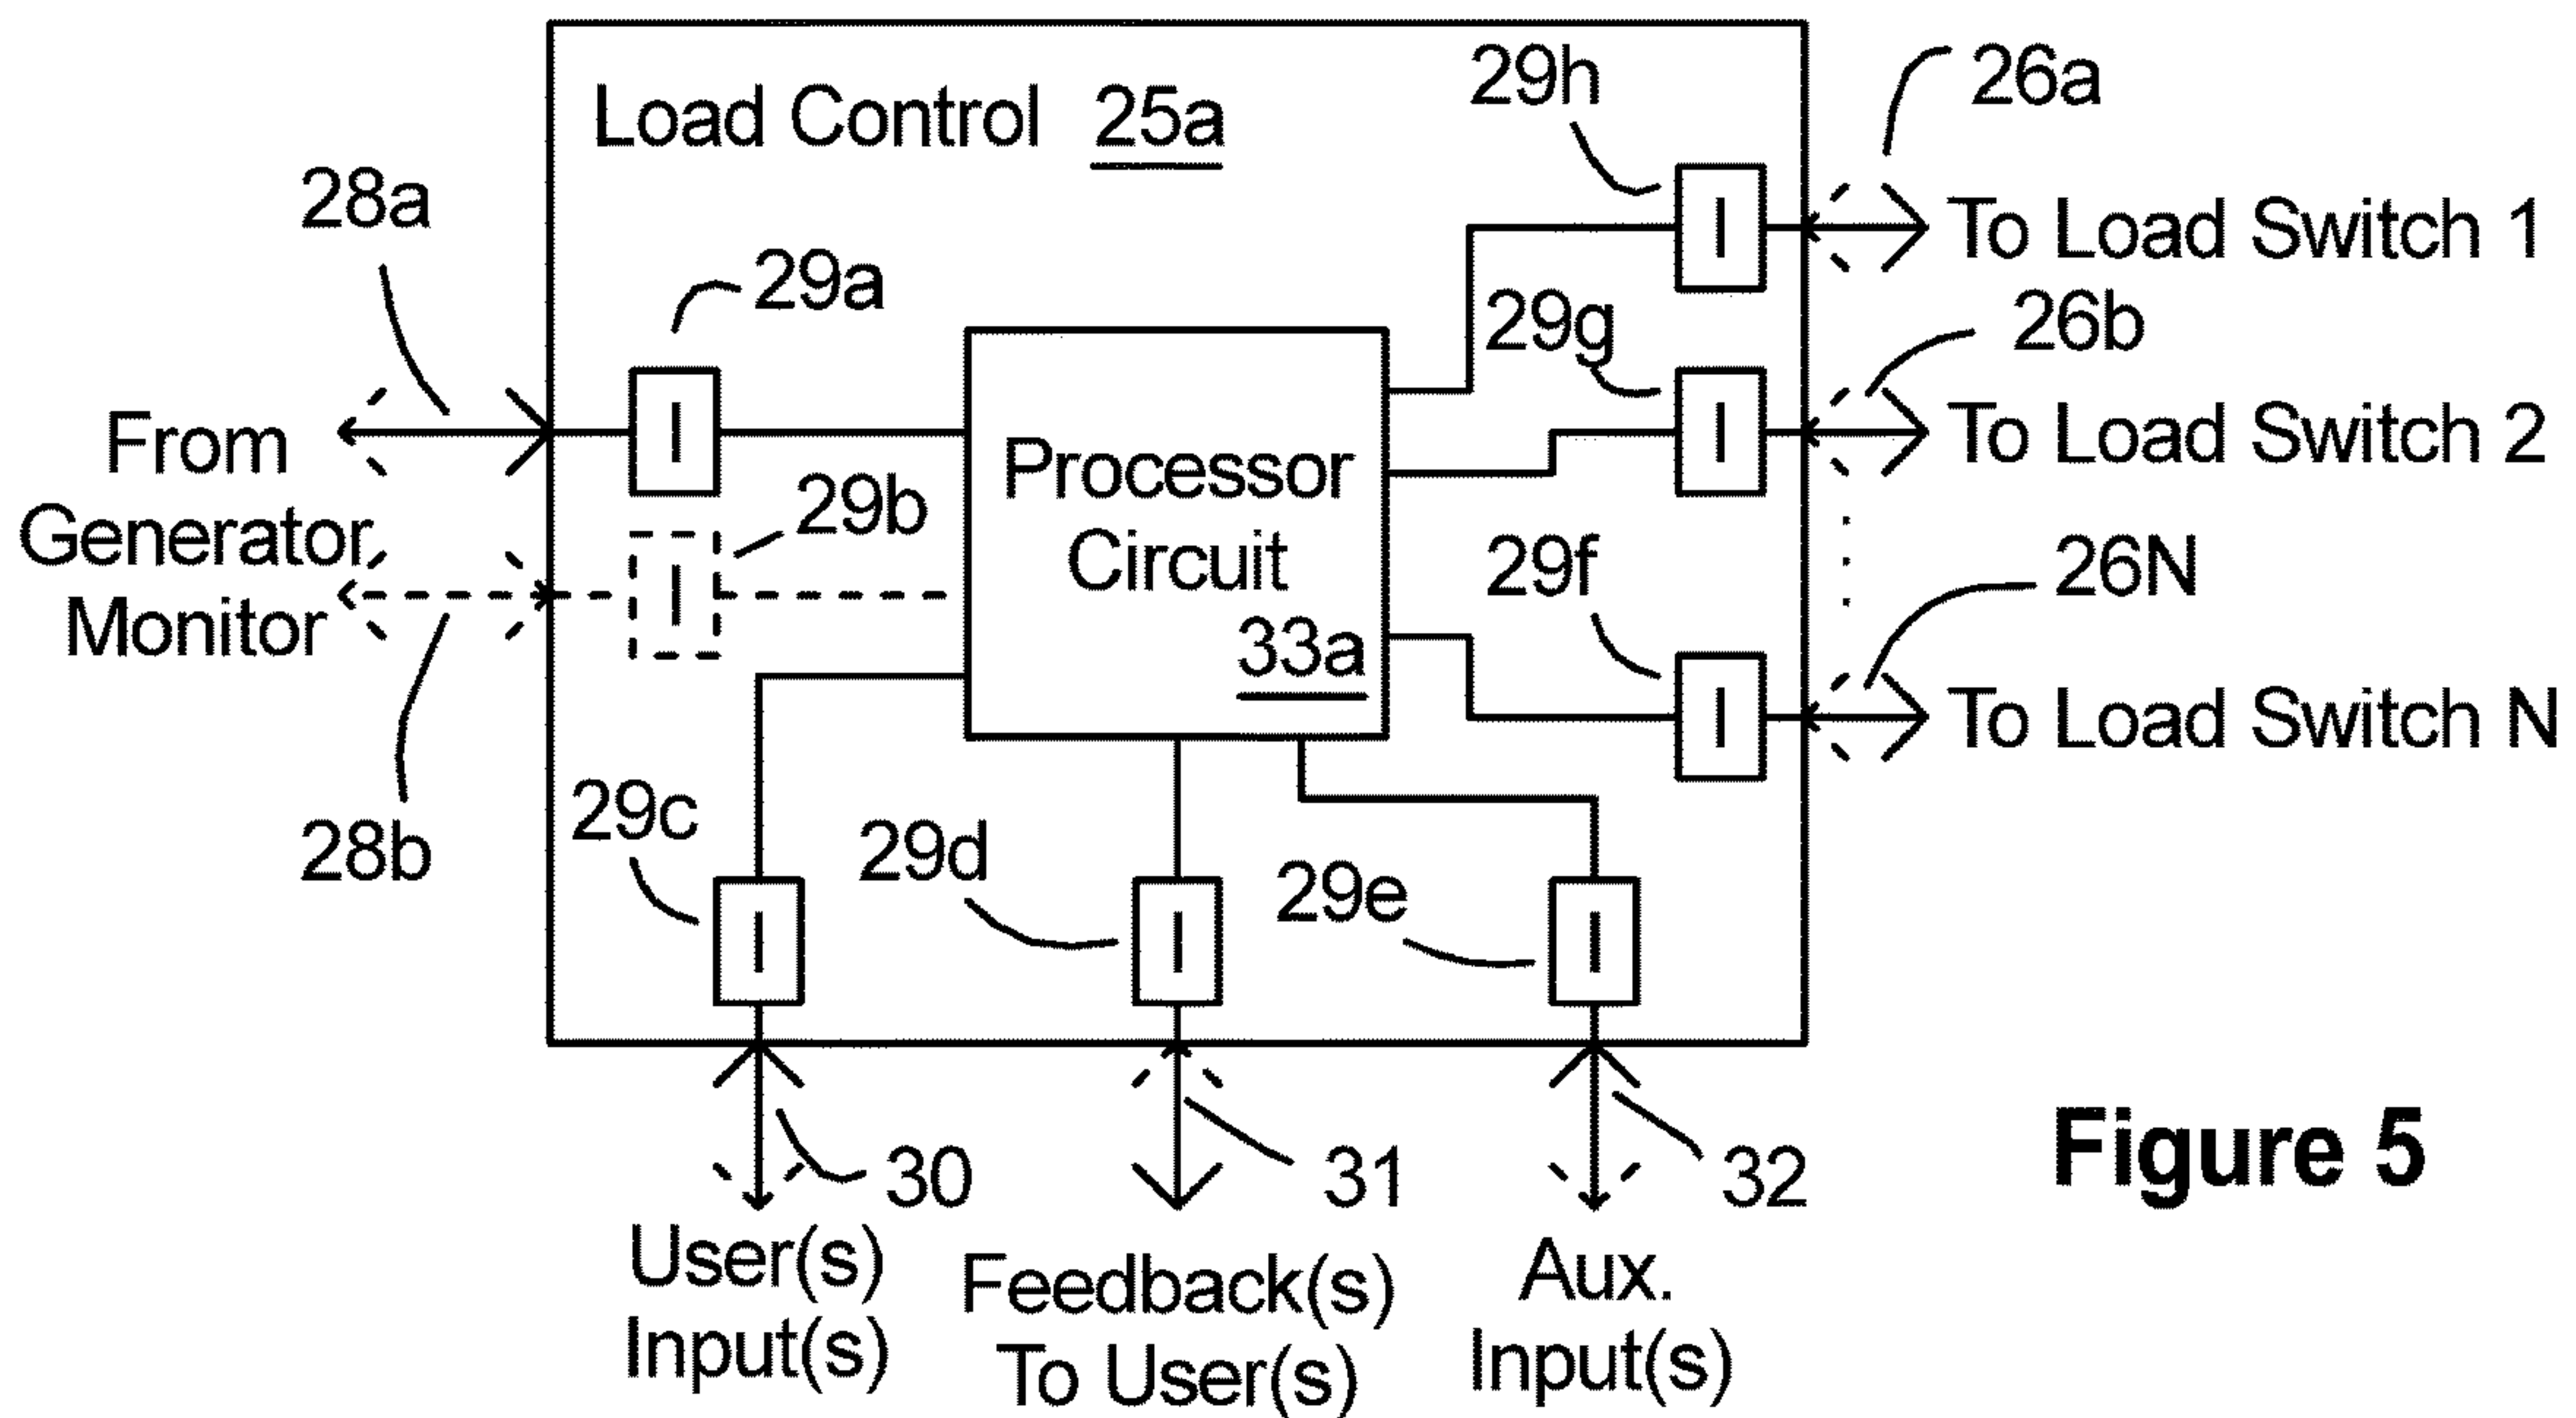 Load Control 25a
29h
26a
28a
To Load Switch 1
29a
29g
26b
From
Generator
Monitor
To Load Switch 2
29b
Processor
Circuit
33a
29f
26N
To Load Switch N
28b
29c
29d
29e
I
I
I
I
I
I
I
I
30
31
32
User(s)
Input(s)
Feedback(s)
To User(s)
Aux.
Input(s)
Figure 5